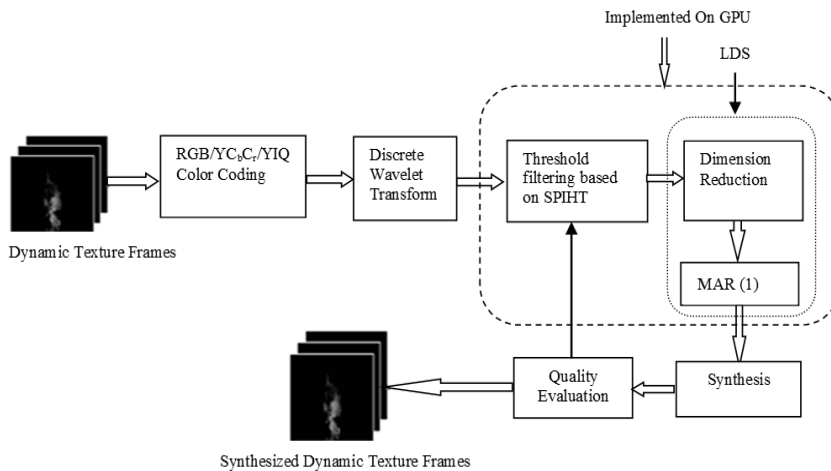 Implemented On GPU
LDS
RGB/YCbCr/YIQ
Color Coding
Discrete
Wavelet
Transform
Threshold
filtering based
on SPIHT
Dimension
Reduction
Dynamic Texture Frames
MAR (1)
Quality
Evaluation
Synthesis
Synthesized Dynamic Texture Frames